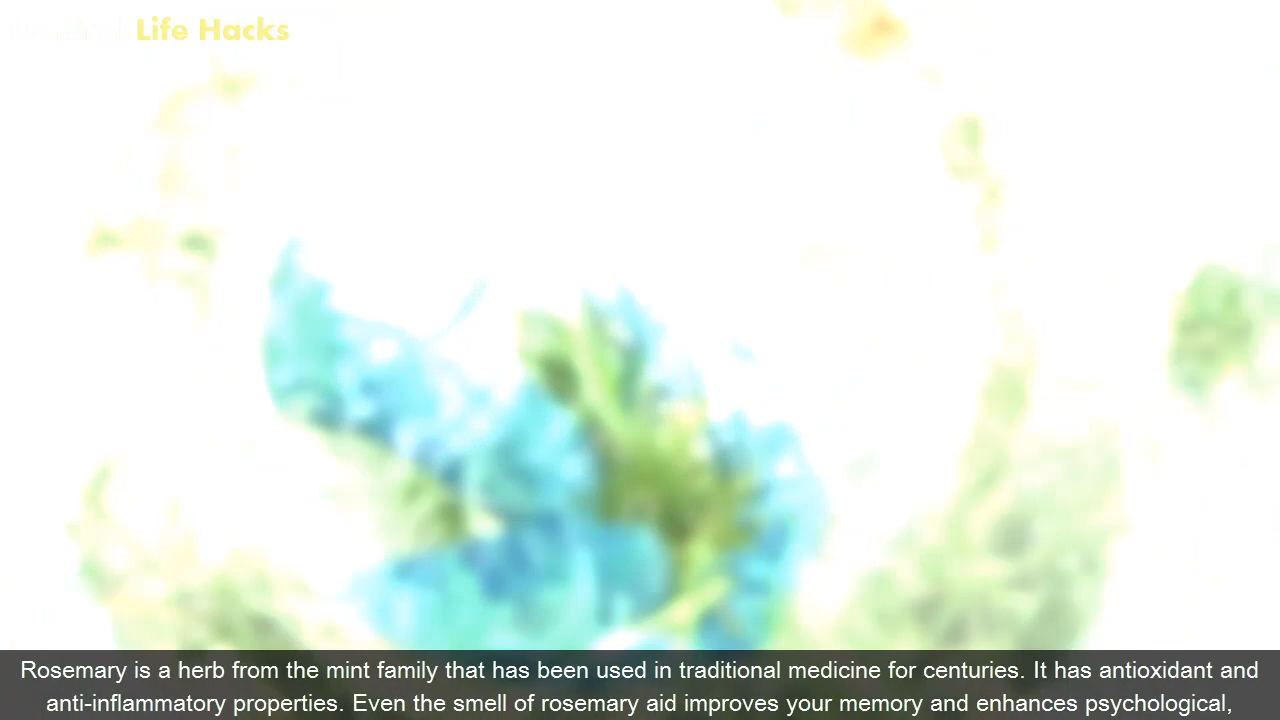 Life Hacks
Rosemary is a herb from the mint family that has been used in traditional medicine for centuries. It has antioxidant and
anti-inflammatory properties. Even the smell of rosemary aid improves your memory and enhances psychological,